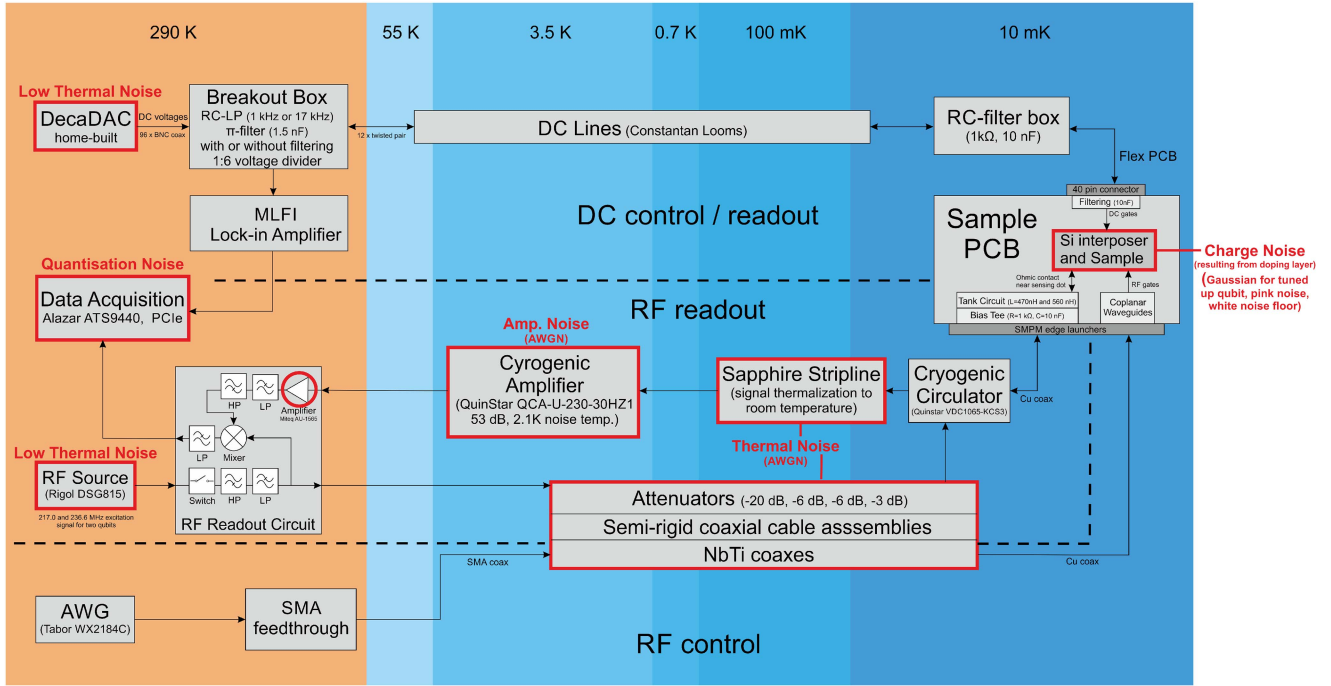 290 K
55 K
3.5 K
0.7 K
100 mK
10 mK
Low Thermal Noise
DecaDAC
home-built
DC voltages
96 x BNC coax
Breakout Box
RC-LP (1 kHz or 17 kHz)
π-filter (1.5 nF)
with or without filtering
1:6 voltage divider
12 x twisted pair
DC Lines (Constantan Looms)
RC-filter box
(1kΩ, 10 nF)
Flex PCB
MLFI
Lock-in Amplifier
DC control / readout
40 pin connector
Filtering (10nF)
DC gates
Sample
PCB
Si interposer
and Sample
Charge Noise
(resulting from doping layer)
(Gaussian for tuned
up qubit, pink noise,
white noise floor)
Ohmic contact
near sensing dot
RF gates
Tank Circuit (L=470nH and 560 nH)
Bias Tee (R=1 kΩ, C=10 nF)
Coplanar
Waveguides
SMPM edge launchers
Quantisation Noise
Data Acquisition
Alazar ATS9440, PCIe
RF readout
Amp. Noise
(AWGN)
Cyrogenic
Amplifier
(QuinStar QCA-U-230-30HZ1
53 dB, 2.1K noise temp.)
Sapphire Stripline
(signal thermalization to
room temperature)
Cryogenic
Circulator
(Quinstar VDC1065-KCS3)
Cu coax
HP
LP
Amplifier
Miteq AU-1565
LP
Mixer
Switch
HP
LP
RF Readout Circuit
Low Thermal Noise
RF Source
(Rigol DSG815)
217.0 and 236.6 MHz excitation
signal for two qubits
Thermal Noise
(AWGN)
Attenuators (-20 dB, -6 dB, -6 dB, -3 dB)
Semi-rigid coaxial cable asssemblies
NbTi coaxes
SMA coax
Cu coax
AWG
(Tabor WX2184C)
SMA
feedthrough
RF control